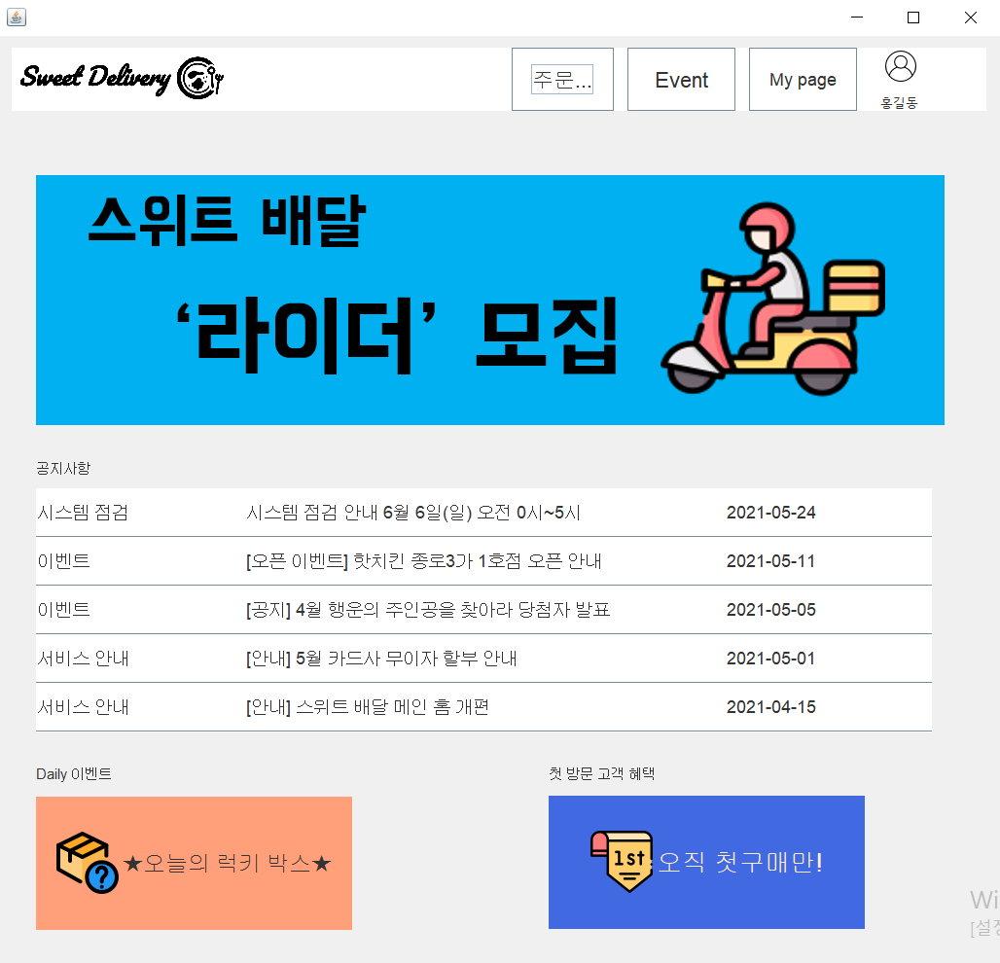 Sweet Delivery
주문...
Event
My page
홍길동
스위트 배달
‘라이더’ 모집
공지사항
시스템 점검 시스템 점검 안내 6월 6일(일) 오전 0시~5시 2021-05-24
이벤트 [오픈 이벤트] 핫치킨 종로3가 1호점 오픈 안내 2021-05-11
이벤트 [공지] 4월 행운의 주인공을 찾아라 당첨자 발표 2021-05-05
서비스 안내 [안내] 5월 카드사 무이자 할부 안내 2021-05-01
서비스 안내 [안내] 스위트 배달 메인 홈 개편 2021-04-15
Daily 이벤트
첫 방문 고객 혜택
?
★오늘의 럭키 박스★
1st
오직 첫구매만!
Wi
[설정